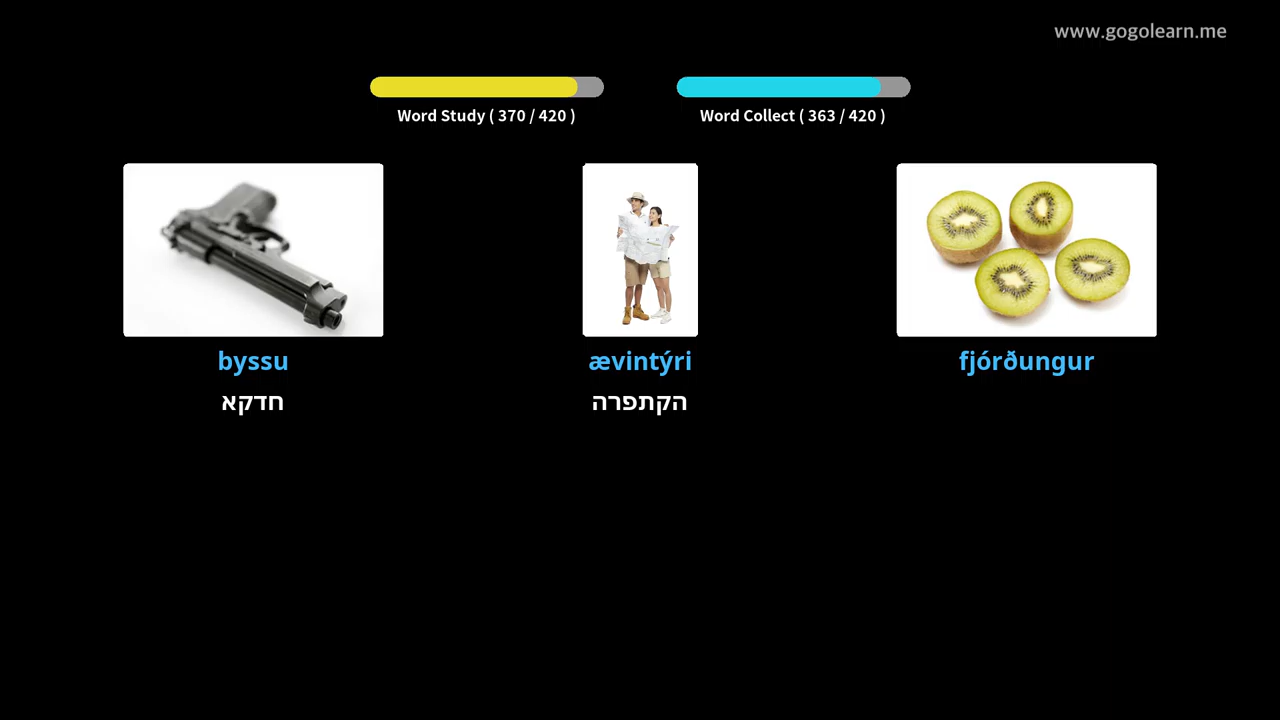 www.gogolearn.me
Word Study ( 370 / 420 )
Word Collect ( 363 / 420 )
byssu
חדקא
ævintýri
הקתפרה
fjórðungur